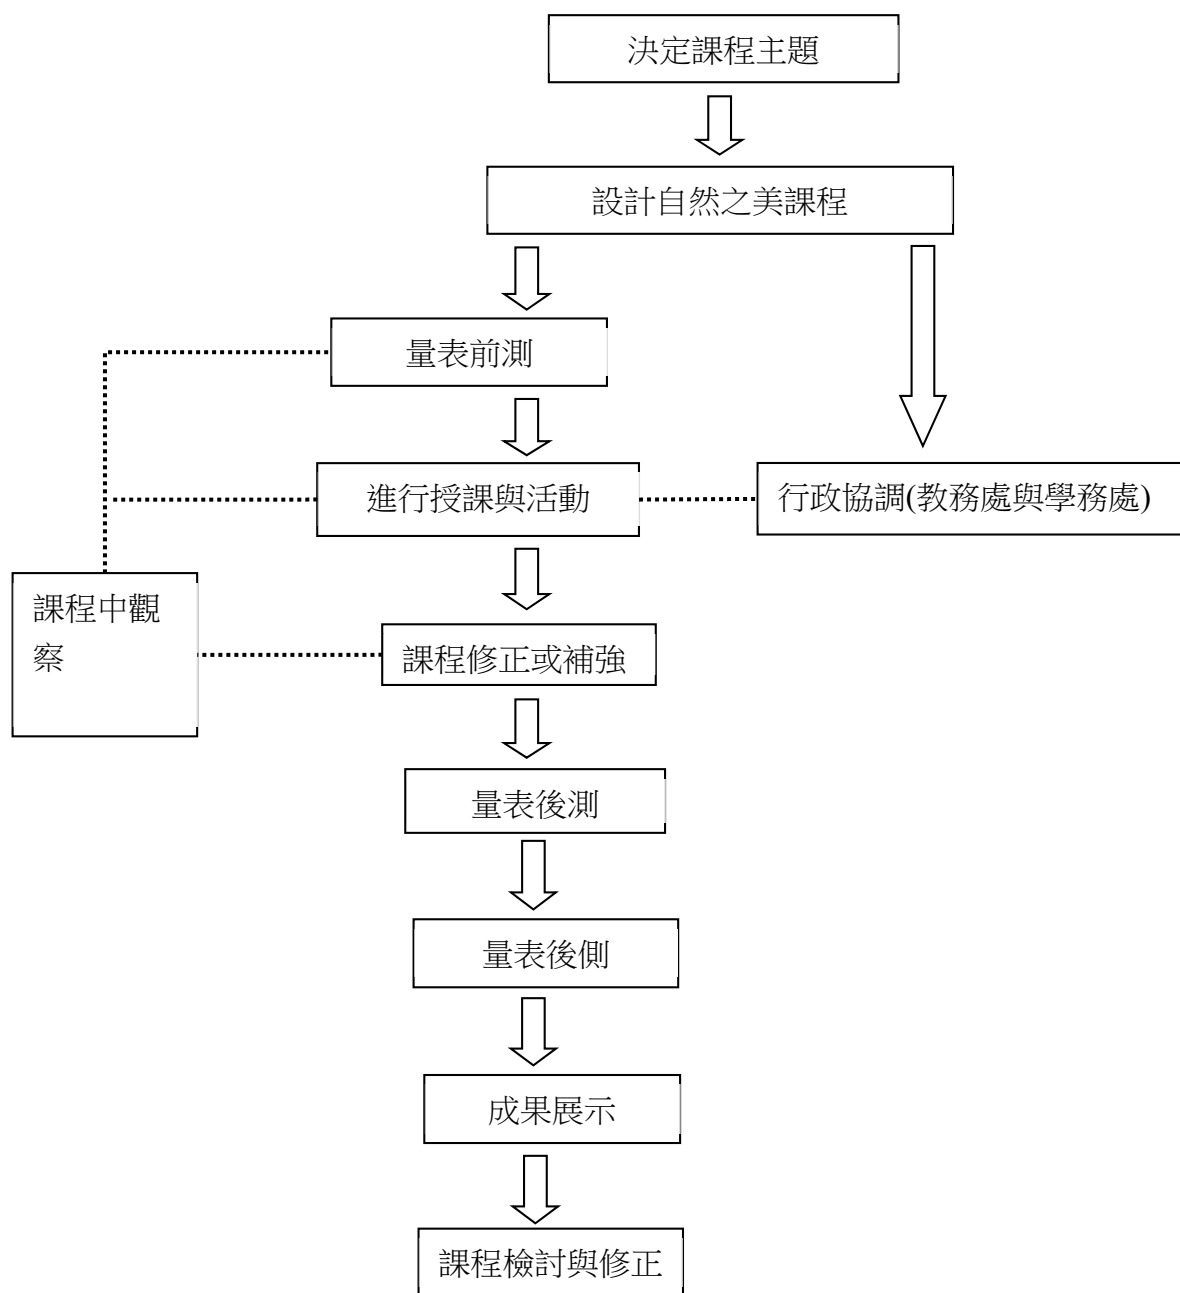 決定課程主題
設計自然之美課程
量表前測
進行授課與活動
行政協調(教務處與學務處)
課程中觀
察
課程修正或補強
量表後測
量表後側
成果展示
課程檢討與修正